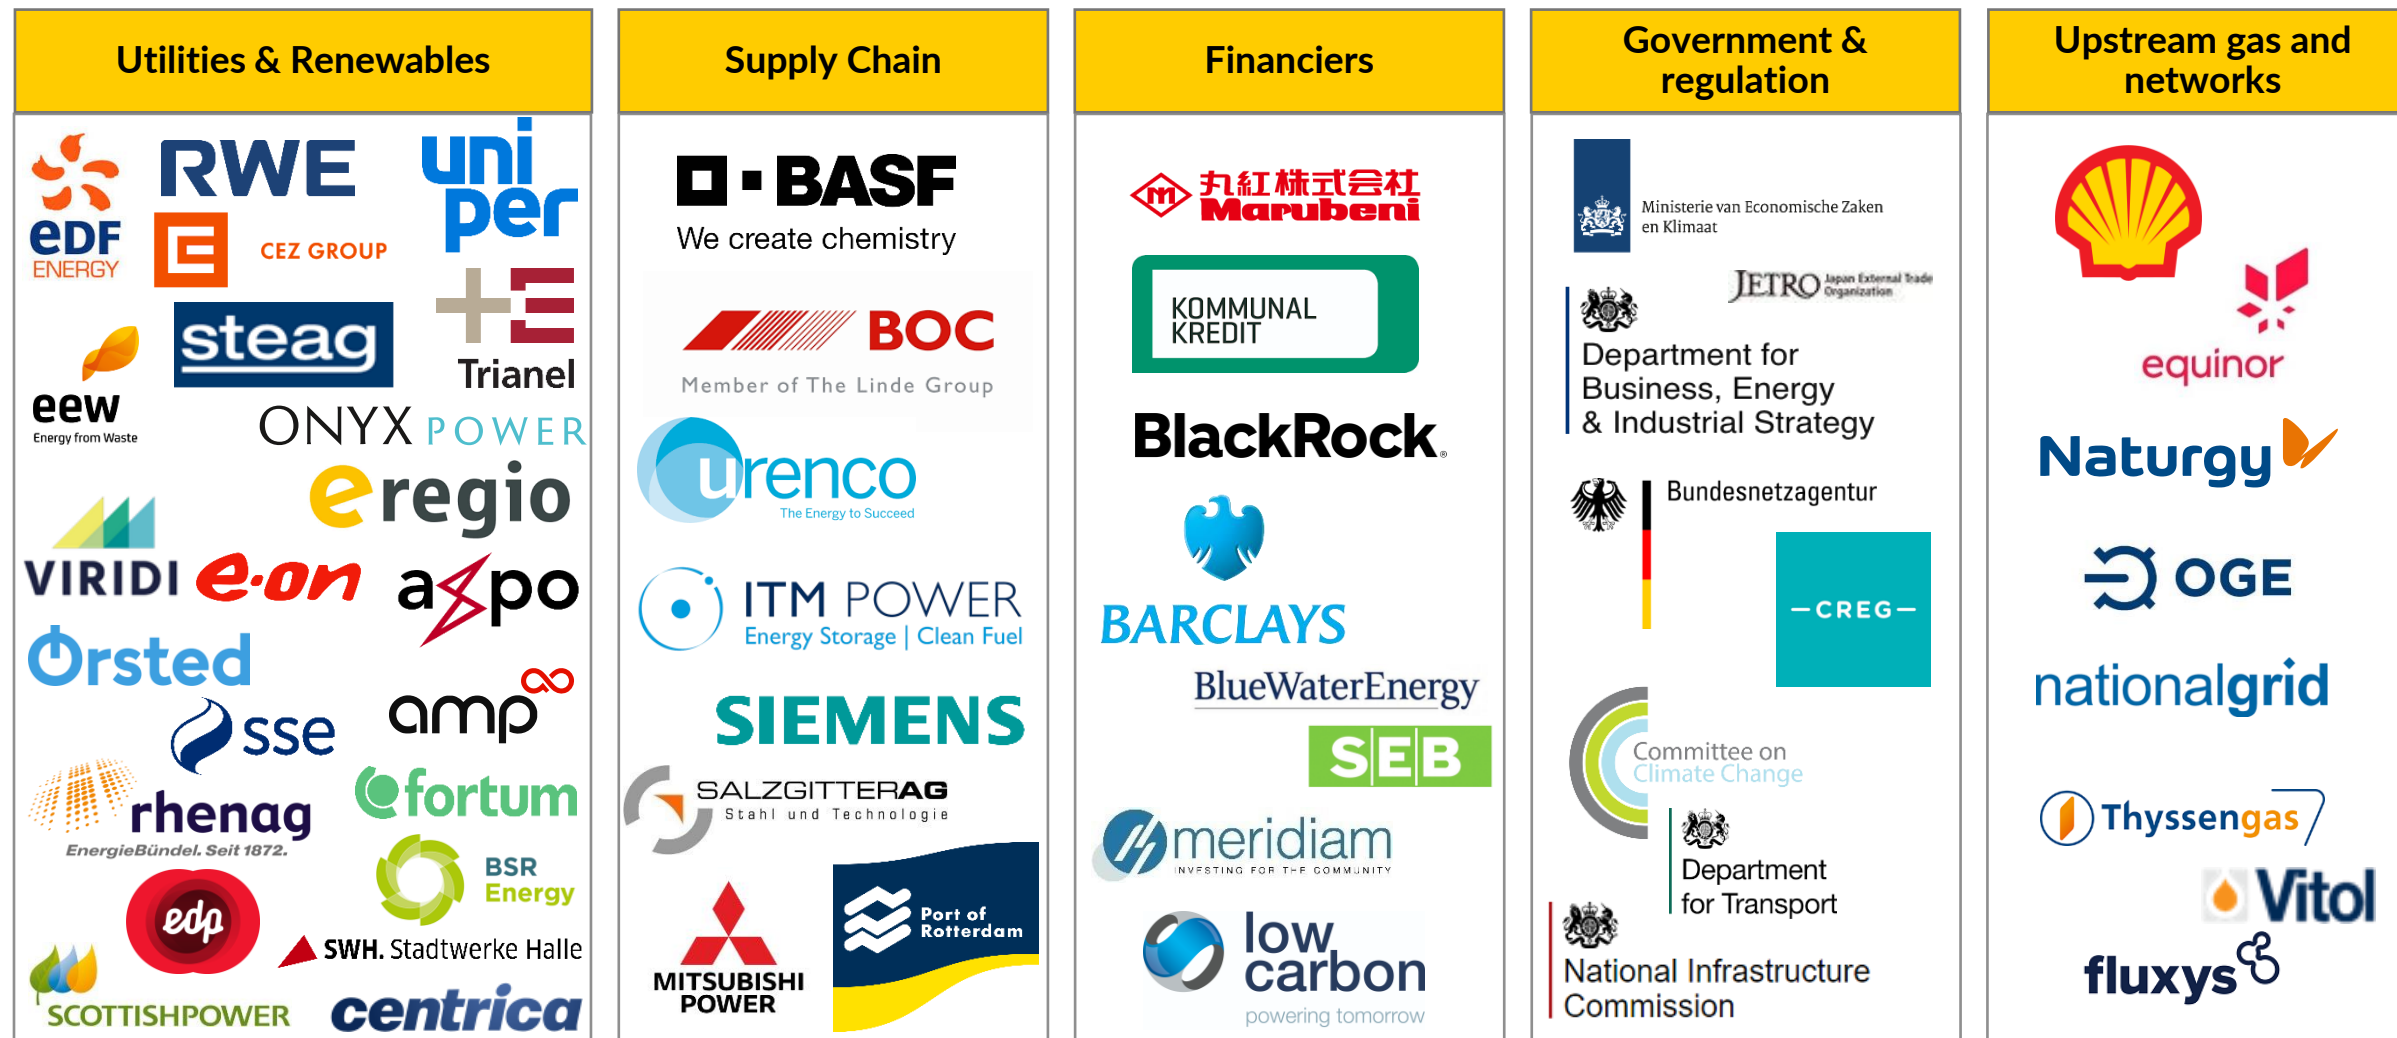 Utilities & Renewables
eDF
ENERGY
RWE
uni
per
CEZ GROUP
steag
Trianel
eew
Energy from Waste
ONYX POWER
e regio
VIRIDI
e·on
axpo
Orsted
sse
amp
rhenag
EnergieBündel. Seit 1872.
fortum
BSR
Energy
edp
SWH. Stadtwerke Halle
SCOTTISHPOWER
centrica
Supply Chain
BASF
We create chemistry
BOC
Member of The Linde Group
urenco
The Energy to Succeed
ITM POWER
Energy Storage | Clean Fuel
SIEMENS
SALZGITTERAG
Stahl und Technologie
MITSUBISHI
POWER
Port of
Rotterdam
Financiers
丸紅株式会社
Marubeni
KOMMUNAL
KREDIT
BlackRock®
BARCLAYS
BlueWaterEnergy
S|E|B
meridiam
INVESTING FOR THE COMMUNITY
low
carbon
powering tomorrow
Government &
regulation
Ministerie van Economische Zaken
en Klimaat
JETRO Japan External Trade
Organization
Department for
Business, Energy
& Industrial Strategy
Bundesnetzagentur
—CREG—
Committee on
Climate Change
Department
for Transport
National Infrastructure
Commission
Upstream gas and
networks
equinor
Naturgy
OGE
nationalgrid
Thyssengas
Vitol
fluxys